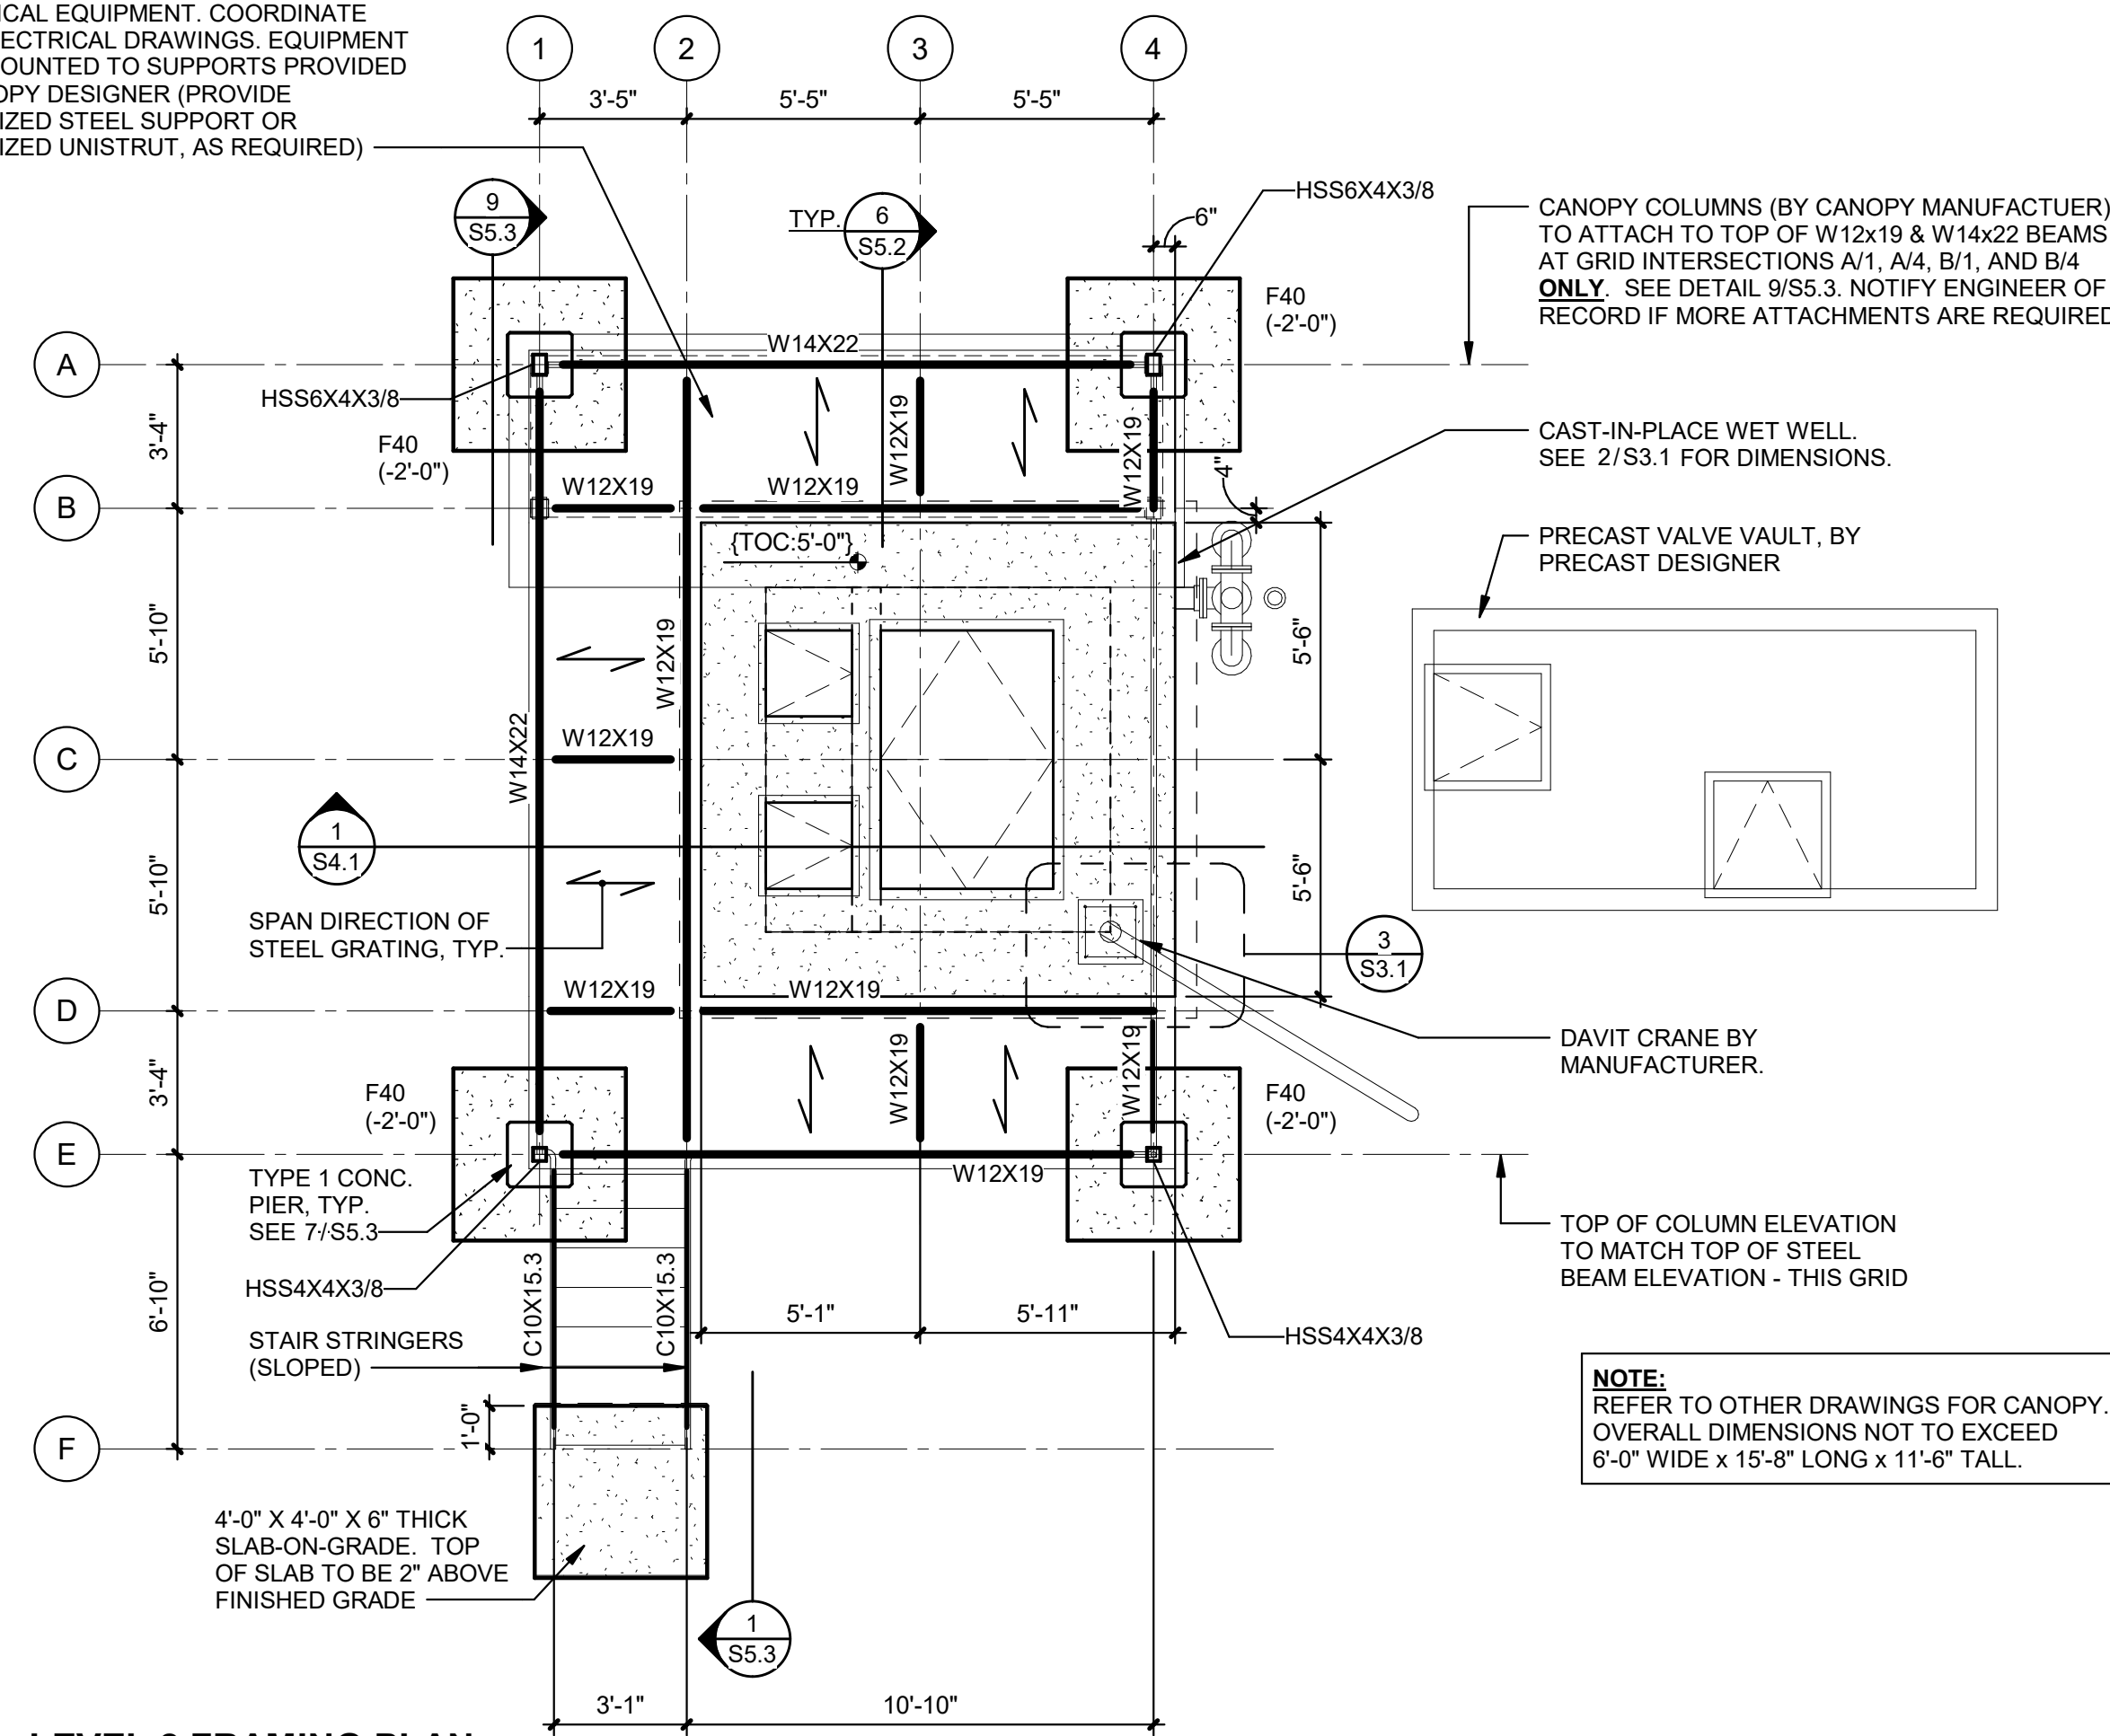 ICAL EQUIPMENT. COORDINATE
ECTRICAL DRAWINGS. EQUIPMENT
OUNTED TO SUPPORTS PROVIDED
OPY DESIGNER (PROVIDE
IZED STEEL SUPPORT OR
IZED UNISTRUT, AS REQUIRED)
1
2
3
4
3'-5"
5'-5"
5'-5"
9
S5.3
TYP.
6
S5.2
6"
HSS6X4X3/8
CANOPY COLUMNS (BY CANOPY MANUFACTUER)
TO ATTACH TO TOP OF W12x19 & W14x22 BEAMS
AT GRID INTERSECTIONS A/1, A/4, B/1, AND B/4
ONLY. SEE DETAIL 9/S5.3. NOTIFY ENGINEER OF
RECORD IF MORE ATTACHMENTS ARE REQUIRED
F40
(-2'-0")
A
W14X22
HSS6X4X3/8
F40
(-2'-0")
3'-4"
W12X19
W12X19
4"
CAST-IN-PLACE WET WELL.
SEE 2/S3.1 FOR DIMENSIONS.
B
W12X19
W12X19
{TOC:5'-0"}
PRECAST VALVE VAULT, BY
PRECAST DESIGNER
5'-10"
W12X19
5'-6"
C
W12X19
W14X22
1
S4.1
5'-10"
5'-6"
SPAN DIRECTION OF
STEEL GRATING, TYP.
3
S3.1
D
W12X19
W12X19
DAVIT CRANE BY
MANUFACTURER.
3'-4"
W12X19
W12X19
F40
(-2'-0")
F40
(-2'-0")
E
W12X19
TYPE 1 CONC.
PIER, TYP.
SEE 7/S5.3
HSS4X4X3/8
TOP OF COLUMN ELEVATION
TO MATCH TOP OF STEEL
BEAM ELEVATION - THIS GRID
6'-10"
C10X15.3
C10X15.3
5'-1"
5'-11"
HSS4X4X3/8
STAIR STRINGERS
(SLOPED)
NOTE:
REFER TO OTHER DRAWINGS FOR CANOPY.
OVERALL DIMENSIONS NOT TO EXCEED
6'-0" WIDE x 15'-8" LONG x 11'-6" TALL.
1'-0"
F
4'-0" X 4'-0" X 6" THICK
SLAB-ON-GRADE. TOP
OF SLAB TO BE 2" ABOVE
FINISHED GRADE
1
S5.3
3'-1"
10'-10"
FRAMING PLAN